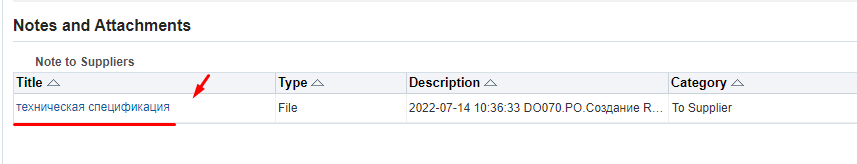 Notes and Attachments
Note to Suppliers
Title Type Description Category
техническая спецификация File 2022-07-14 10:36:33 DO070.PO.Создание R... To Supplier